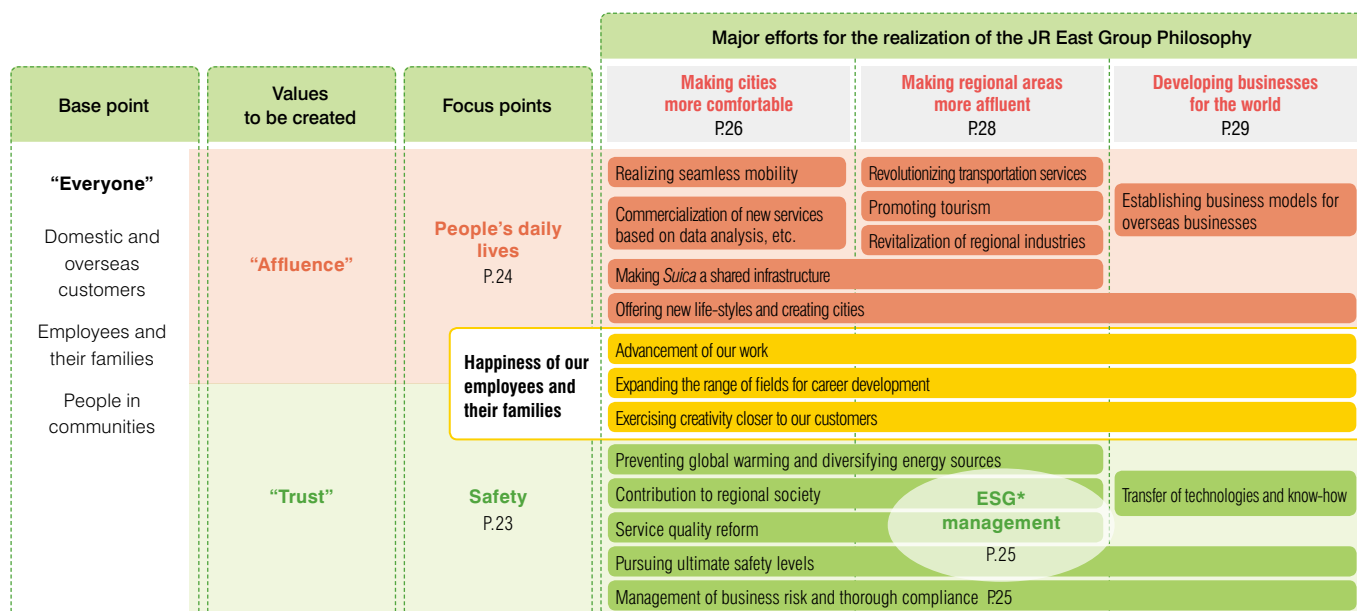 Major efforts for the realization of the JR East Group Philosophy
Base point
Values
to be created
Focus points
Making cities
more comfortable
P.26
Making regional areas
more affluent
P.28
Developing businesses
for the world
P.29
“Everyone”
Domestic and
overseas
customers
Employees and
their families
People in
communities
“Affluence”
People’s daily
lives
P.24
Realizing seamless mobility
Commercialization of new services
based on data analysis, etc.
Revolutionizing transportation services
Promoting tourism
Revitalization of regional industries
Establishing business models for
overseas businesses
Making Suica a shared infrastructure
Offering new life-styles and creating cities
Happiness of our
employees and
their families
Advancement of our work
Expanding the range of fields for career development
Exercising creativity closer to our customers
“Trust”
Safety
P.23
Preventing global warming and diversifying energy sources
Contribution to regional society
Service quality reform
ESG*
management
P.25
Transfer of technologies and know-how
Pursuing ultimate safety levels
Management of business risk and thorough compliance P.25